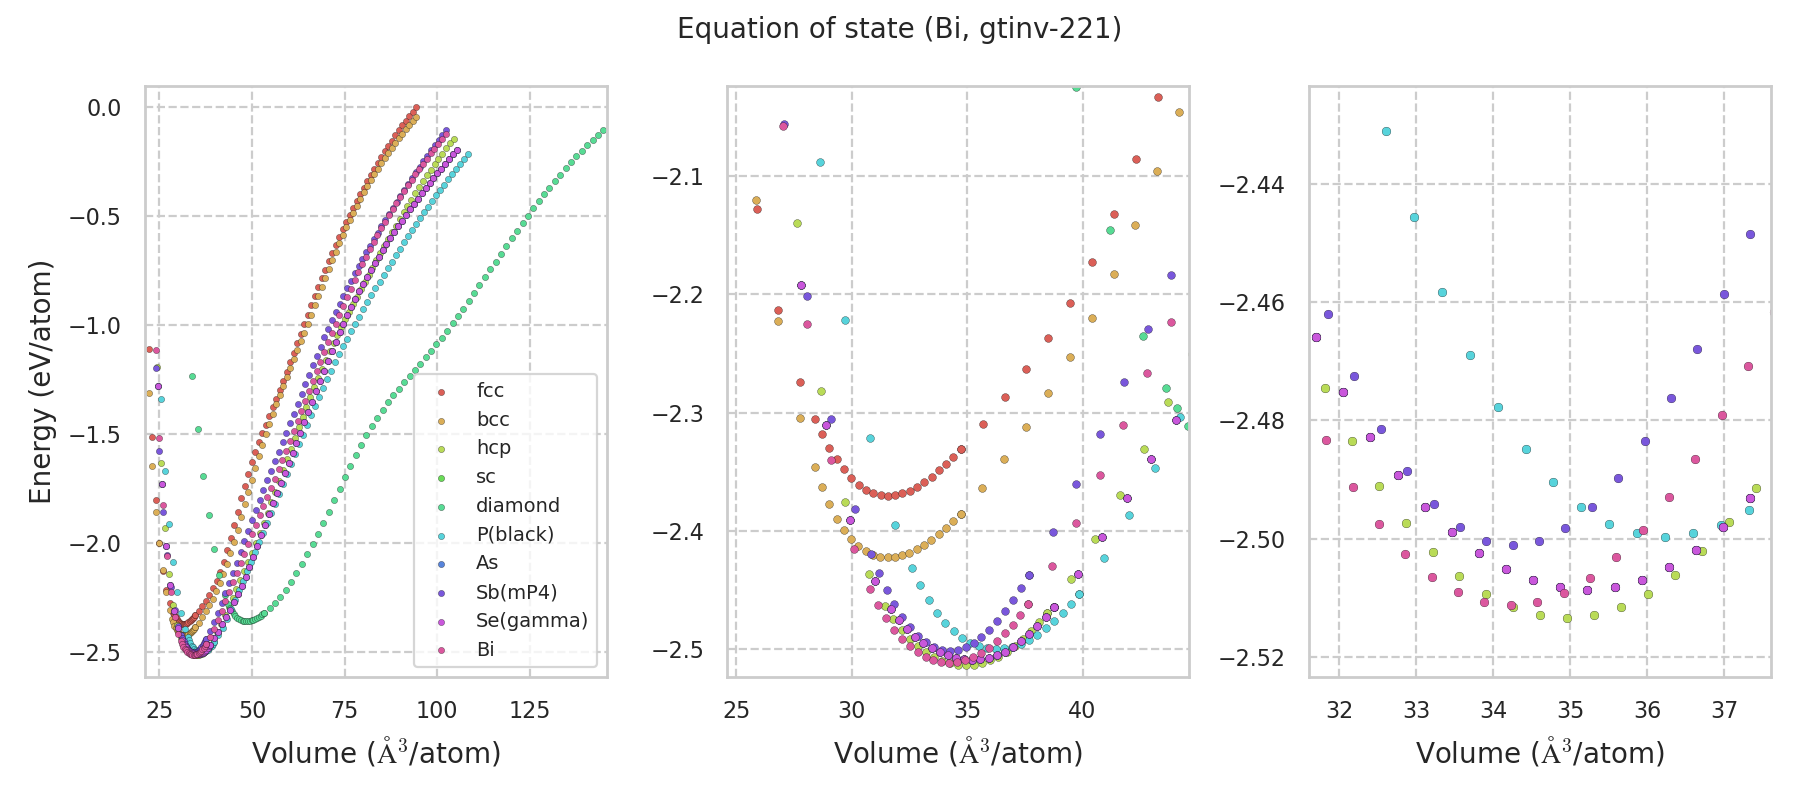 Equation of state (Bi, gtinv-221)
Energy (eV/atom)
0.0
−0.5
−1.0
−1.5
−2.0
−2.5
25 50 75 100 125
Volume (Å³/atom)
fcc
bcc
hcp
sc
diamond
P(black)
As
Sb(mP4)
Se(gamma)
Bi
−2.1
−2.2
−2.3
−2.4
−2.5
25 30 35 40
Volume (Å³/atom)
−2.44
−2.46
−2.48
−2.50
−2.52
32 33 34 35 36 37
Volume (Å³/atom)